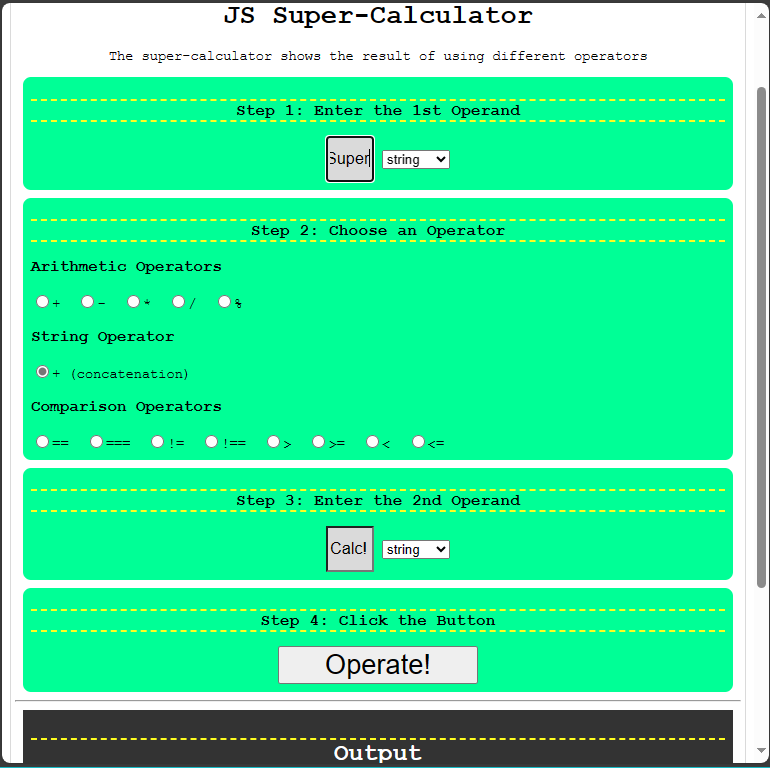 JS Super-Calculator
The super-calculator shows the result of using different operators
Step 1: Enter the 1st Operand
Super string
Step 2: Choose an Operator
Arithmetic Operators
+ - * / %
String Operator
+ (concatenation)
Comparison Operators
== === != !== > >= < <=
Step 3: Enter the 2nd Operand
Calc! string
Step 4: Click the Button
Operate!
Output